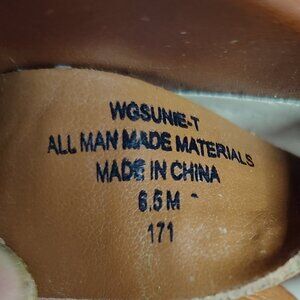 WGSUNIE-T
ALL MAN MADE MATERIALS
MADE IN CHINA
6.5 M
171